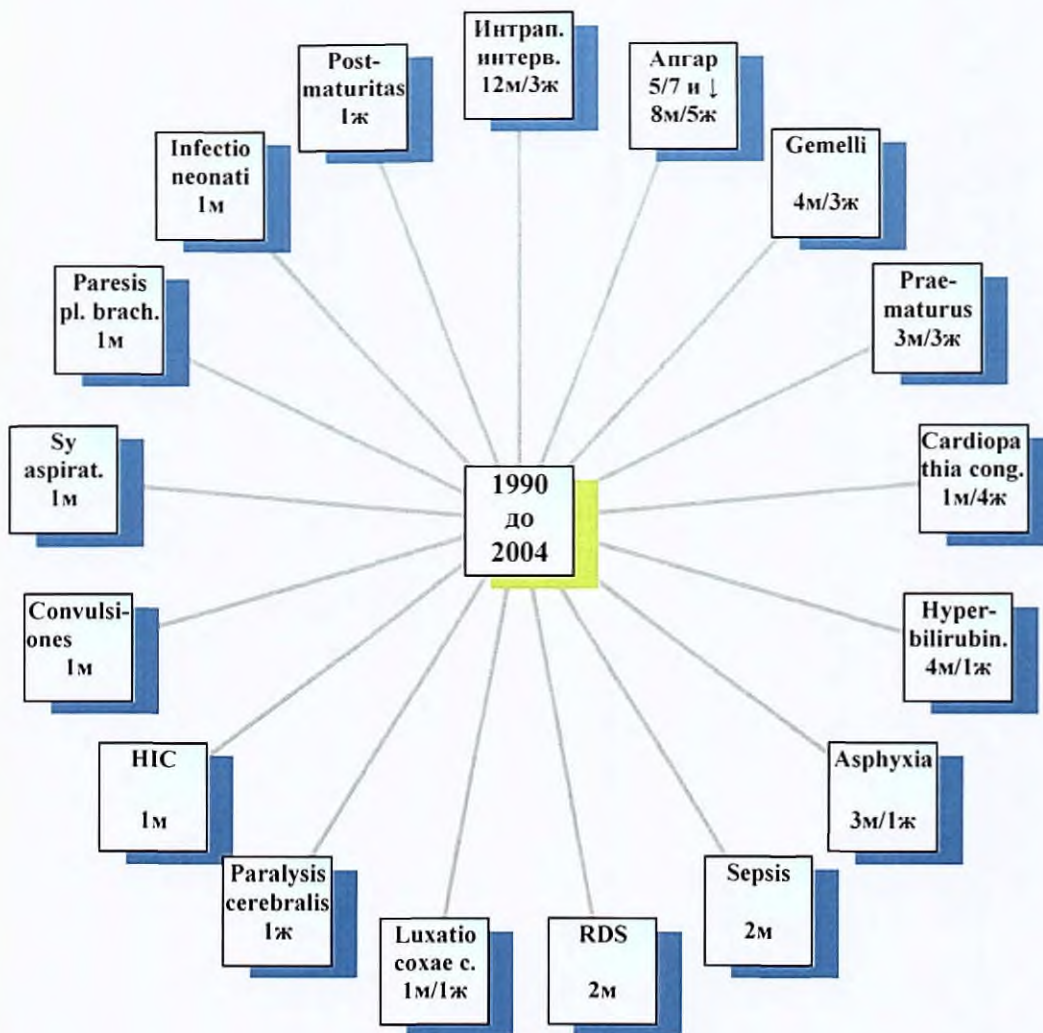 Интрап.
интерв.
12м/3ж
Апгар
5/7 и ↓
8м/5ж
Gemelli
4м/3ж
Prae-
maturus
3м/3ж
Cardiopa
thia cong.
1м/4ж
Hyper-
bilirubin.
4м/1ж
Asphyxia
3м/1ж
Sepsis
2м
RDS
2м
Luxatio
coxae c.
1м/1ж
Paralysis
cerebralis
1ж
HIC
1м
Convulsi-
ones
1м
Sy
aspirat.
1м
Paresis
pl. brach.
1м
Infectio
neonati
1м
Post-
maturitas
1ж
1990
до
2004